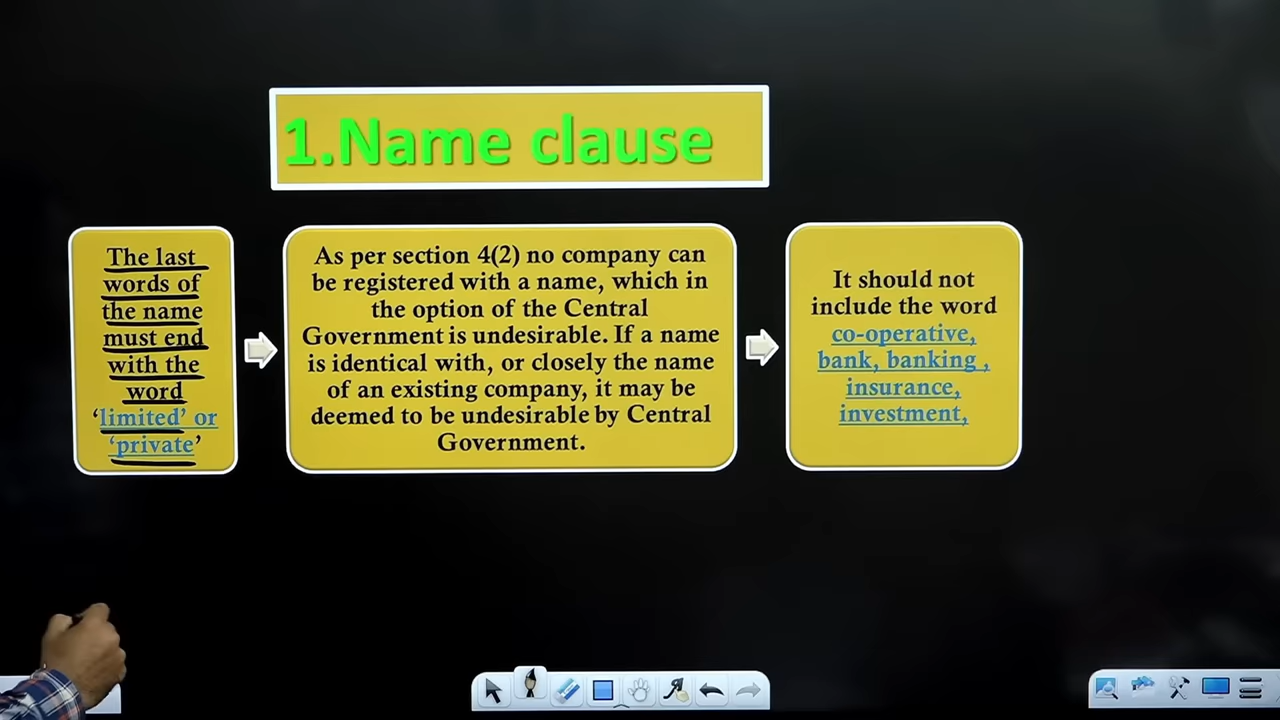 1.Name clause
The last
words of
the name
must end
with the
word
‘limited’ or
‘private’
As per section 4(2) no company can
be registered with a name, which in
the option of the Central
Government is undesirable. If a name
is identical with, or closely the name
of an existing company, it may be
deemed to be undesirable by Central
Government.
It should not
include the word
co-operative,
bank, banking ,
insurance,
investment,